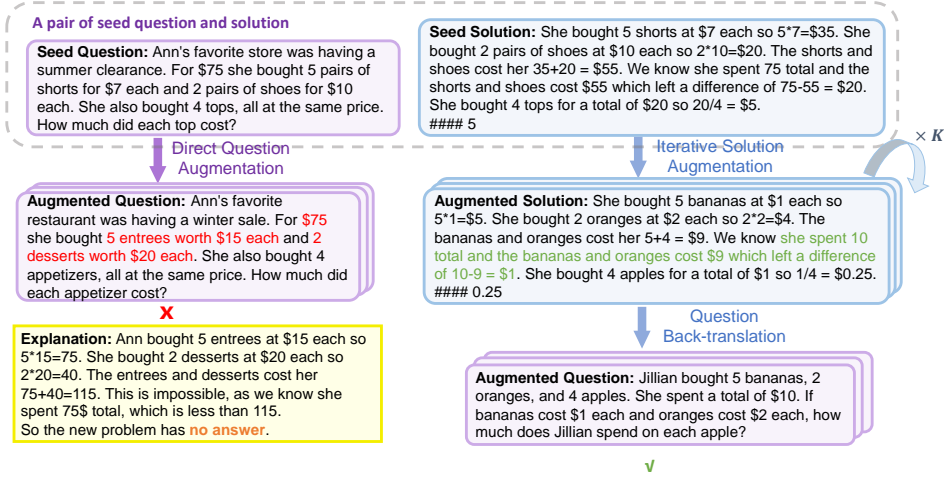 A pair of seed question and solution
Seed Question: Ann's favorite store was having a
summer clearance. For $75 she bought 5 pairs of
shorts for $7 each and 2 pairs of shoes for $10
each. She also bought 4 tops, all at the same price.
How much did each top cost?
Seed Solution: She bought 5 shorts at $7 each so 5*7=$35. She
bought 2 pairs of shoes at $10 each so 2*10=$20. The shorts and
shoes cost her 35+20 = $55. We know she spent 75 total and the
shorts and shoes cost $55 which left a difference of 75-55 = $20.
She bought 4 tops for a total of $20 so 20/4 = $5.
#### 5
Direct Question
Augmentation
Iterative Solution
Augmentation
× K
Augmented Question: Ann's favorite
restaurant was having a winter sale. For $75
she bought 5 entrees worth $15 each and 2
desserts worth $20 each. She also bought 4
appetizers, all at the same price. How much did
each appetizer cost?
X
Explanation: Ann bought 5 entrees at $15 each so
5*15=75. She bought 2 desserts at $20 each so
2*20=40. The entrees and desserts cost her
75+40=115. This is impossible, as we know she
spent 75$ total, which is less than 115.
So the new problem has no answer.
Augmented Solution: She bought 5 bananas at $1 each so
5*1=$5. She bought 2 oranges at $2 each so 2*2=$4. The
bananas and oranges cost her 5+4 = $9. We know she spent 10
total and the bananas and oranges cost $9 which left a difference
of 10-9 = $1. She bought 4 apples for a total of $1 so 1/4 = $0.25.
#### 0.25
Question
Back-translation
Augmented Question: Jillian bought 5 bananas, 2
oranges, and 4 apples. She spent a total of $10. If
bananas cost $1 each and oranges cost $2 each, how
much does Jillian spend on each apple?
√